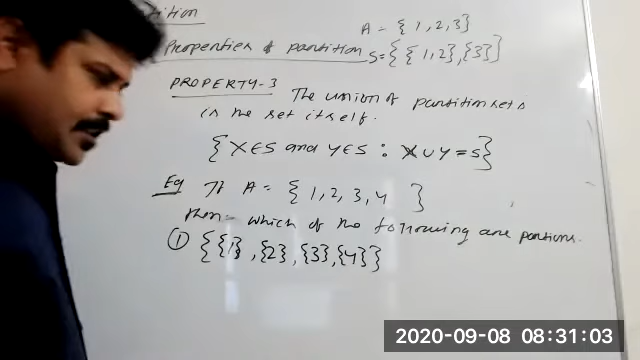 A = { 1, 2, 3}
Properties of partition S = { { 1, 2}, {3}}
PROPERTY-3 The union of partition sets
is the set itself.
{ X ∈ S and Y ∈ S : X ∪ Y = S}
Eg If A = { 1, 2, 3, 4 }
then which of the following are partitions.
① { {1}, {2}, {3}, {4}}
2020-09-08 08:31:03